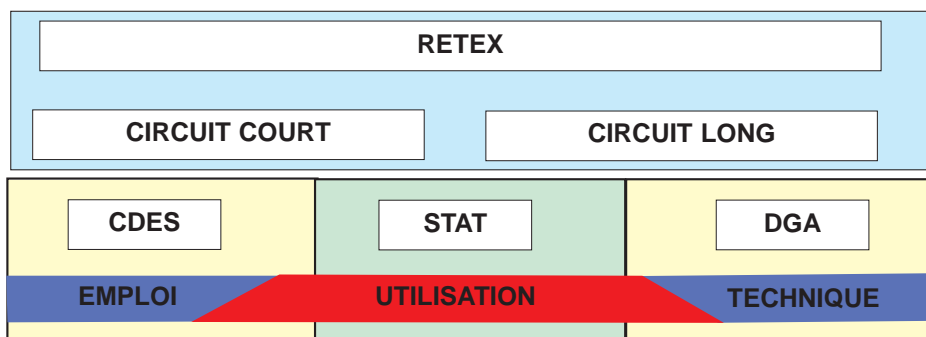 RETEX
CIRCUIT COURT CIRCUIT LONG
CDES STAT DGA
EMPLOI UTILISATION TECHNIQUE